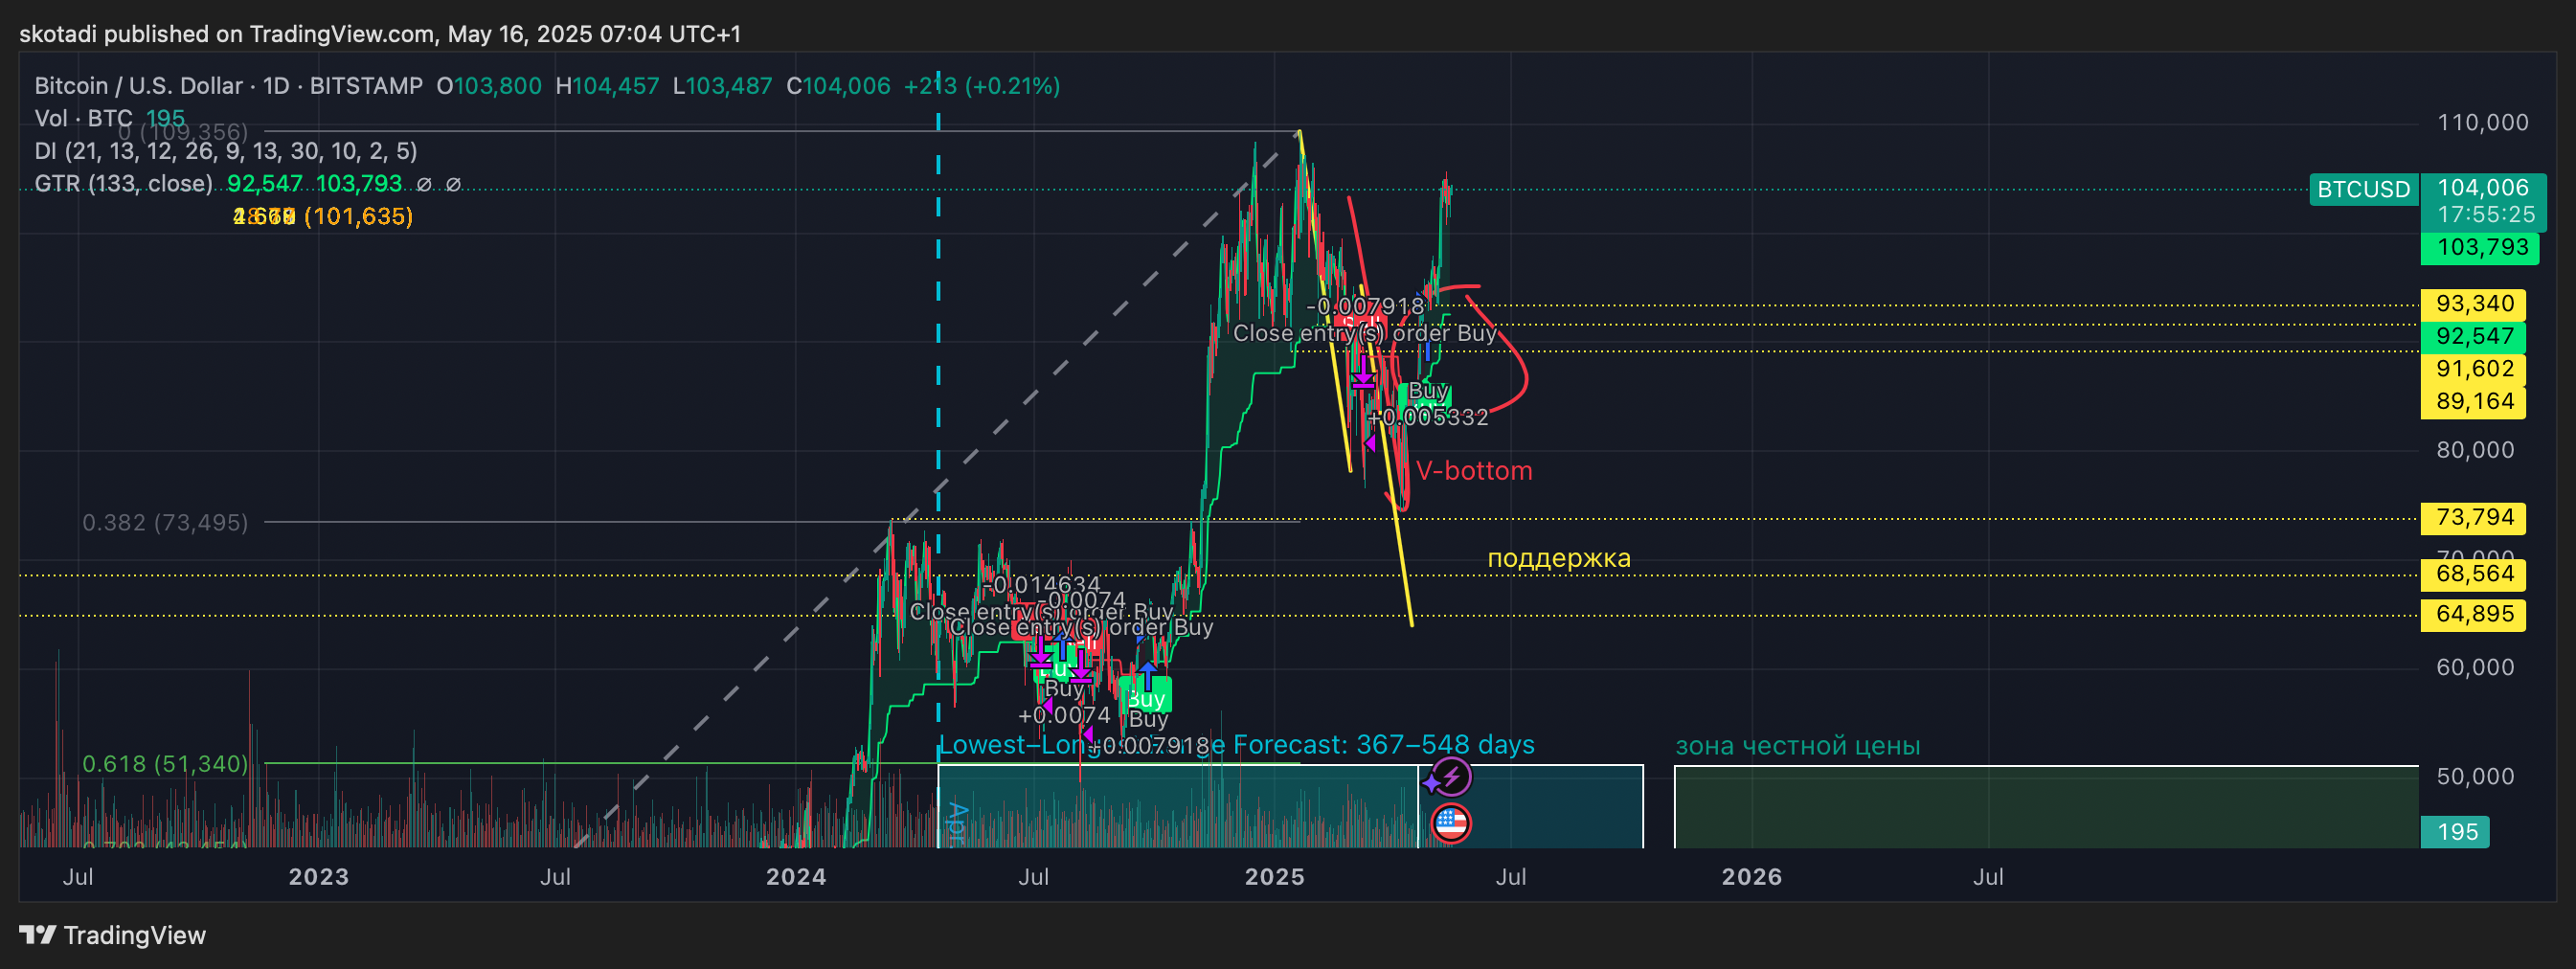 skotadi published on TradingView.com, May 16, 2025 07:04 UTC+1
Bitcoin / U.S. Dollar · 1D · BITSTAMP O103,800 H104,457 L103,487 C104,006 +213 (+0.21%)
Vol · BTC 195
0 (109,356)
DI (21, 13, 12, 26, 9, 13, 30, 10, 2, 5)
GTR (133, close) 92,547 103,793 ∅ ∅
(101,635)
110,000
BTCUSD 104,006
17:55:25
103,793
93,340
92,547
91,602
89,164
80,000
73,794
70,000
68,564
64,895
60,000
50,000
195
-0.007918
Close entry(s) order Buy
Buy
+0.005332
V-bottom
0.382 (73,495)
поддержка
-0.014634
-0.0074
Close entry(s) order Buy
Close entry(s) order Buy
Buy
+0.0074
Buy
Buy
+0.007918
Forecast: 367–548 days
зона честной цены
0.618 (51,340)
Apr
Jul 2023 Jul 2024 Jul 2025 Jul 2026 Jul
TradingView